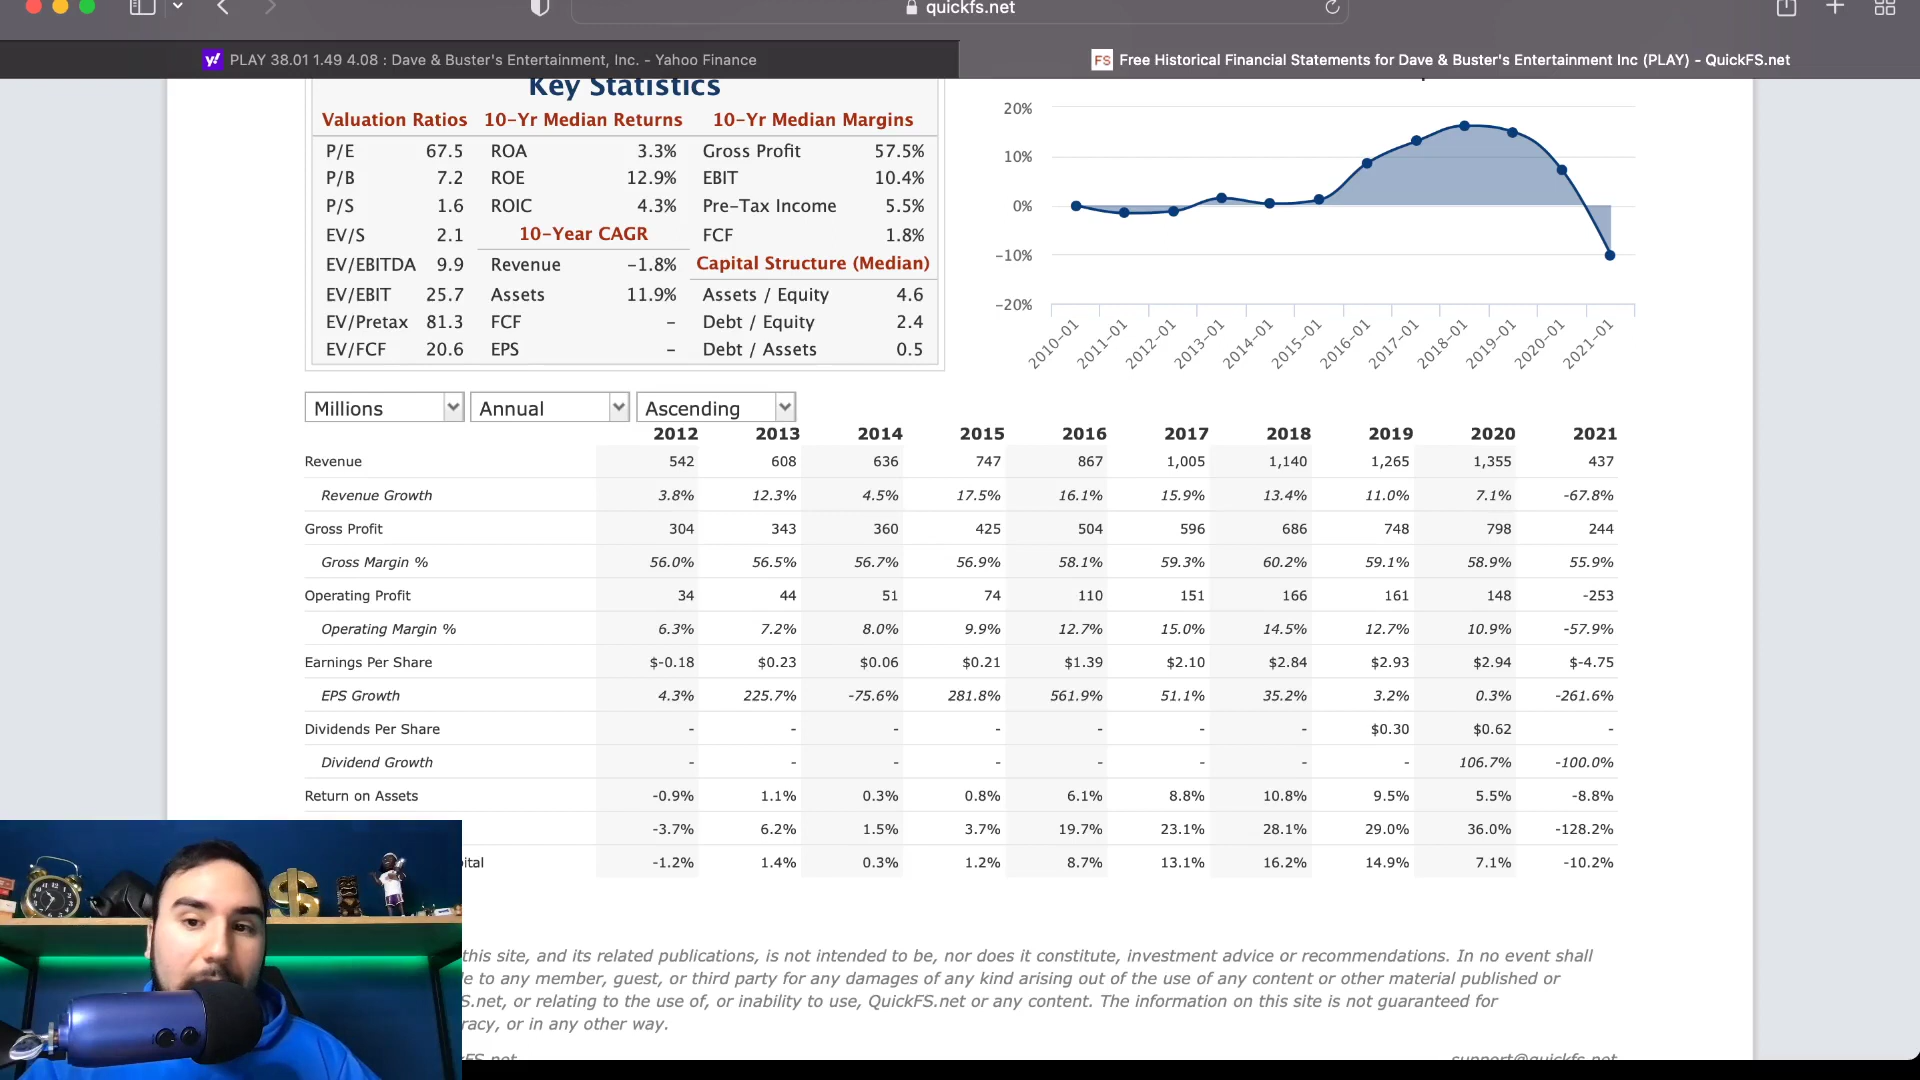 quickfs.net
PLAY 38.01 1.49 4.08 : Dave & Buster's Entertainment, Inc. - Yahoo Finance
FS Free Historical Financial Statements for Dave & Buster's Entertainment Inc (PLAY) - QuickFS.net
Key Statistics
Valuation Ratios 10-Yr Median Returns 10-Yr Median Margins
P/E 67.5 ROA 3.3% Gross Profit 57.5%
P/B 7.2 ROE 12.9% EBIT 10.4%
P/S 1.6 ROIC 4.3% Pre-Tax Income 5.5%
EV/S 2.1 10-Year CAGR FCF 1.8%
EV/EBITDA 9.9 Revenue -1.8% Capital Structure (Median)
EV/EBIT 25.7 Assets 11.9% Assets / Equity 4.6
EV/Pretax 81.3 FCF - Debt / Equity 2.4
EV/FCF 20.6 EPS - Debt / Assets 0.5
20%
10%
0%
-10%
-20%
2010-01 2011-01 2012-01 2013-01 2014-01 2015-01 2016-01 2017-01 2018-01 2019-01 2020-01 2021-01
Millions Annual Ascending
2012 2013 2014 2015 2016 2017 2018 2019 2020 2021
Revenue 542 608 636 747 867 1,005 1,140 1,265 1,355 437
Revenue Growth 3.8% 12.3% 4.5% 17.5% 16.1% 15.9% 13.4% 11.0% 7.1% -67.8%
Gross Profit 304 343 360 425 504 596 686 748 798 244
Gross Margin % 56.0% 56.5% 56.7% 56.9% 58.1% 59.3% 60.2% 59.1% 58.9% 55.9%
Operating Profit 34 44 51 74 110 151 166 161 148 -253
Operating Margin % 6.3% 7.2% 8.0% 9.9% 12.7% 15.0% 14.5% 12.7% 10.9% -57.9%
Earnings Per Share $-0.18 $0.23 $0.06 $0.21 $1.39 $2.10 $2.84 $2.93 $2.94 $-4.75
EPS Growth 4.3% 225.7% -75.6% 281.8% 561.9% 51.1% 35.2% 3.2% 0.3% -261.6%
Dividends Per Share - - - - - - - $0.30 $0.62 -
Dividend Growth - - - - - - - - 106.7% -100.0%
Return on Assets -0.9% 1.1% 0.3% 0.8% 6.1% 8.8% 10.8% 9.5% 5.5% -8.8%
-3.7% 6.2% 1.5% 3.7% 19.7% 23.1% 28.1% 29.0% 36.0% -128.2%
ital -1.2% 1.4% 0.3% 1.2% 8.7% 13.1% 16.2% 14.9% 7.1% -10.2%
this site, and its related publications, is not intended to be, nor does it constitute, investment advice or recommendations. In no event shall
le to any member, guest, or third party for any damages of any kind arising out of the use of any content or other material published or
S.net, or relating to the use of, or inability to use, QuickFS.net or any content. The information on this site is not guaranteed for
racy, or in any other way.
kFS.net support@quickfs.net